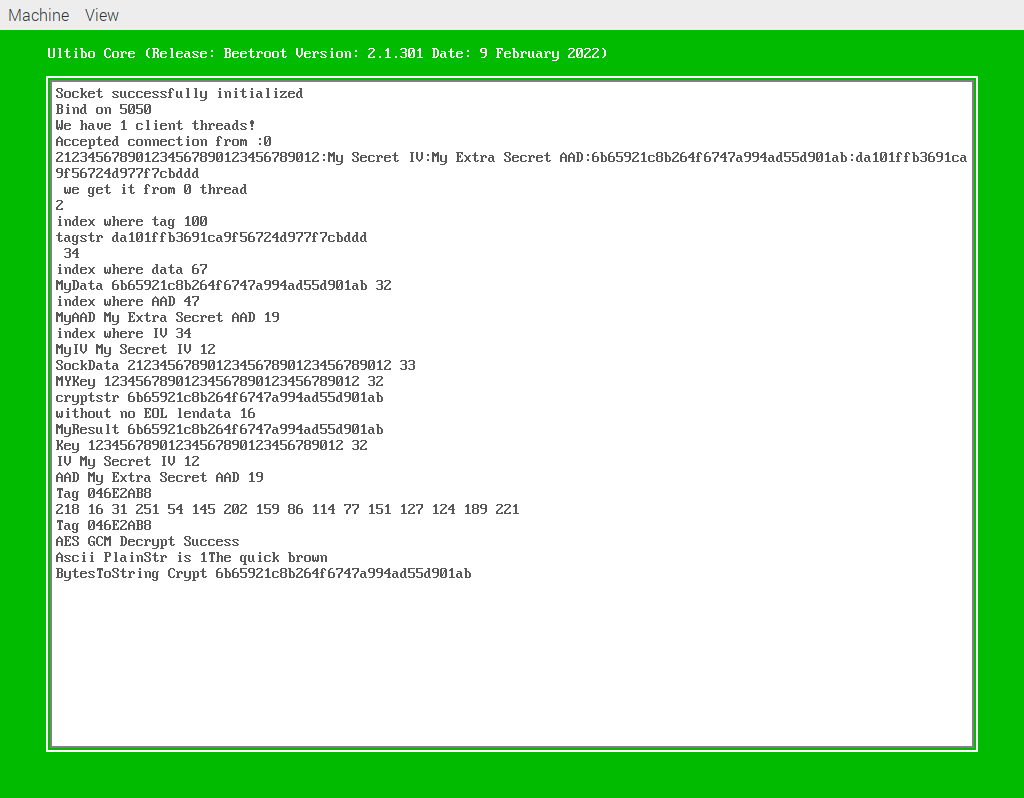 Machine View
Ultibo Core (Release: Beetroot Version: 2.1.301 Date: 9 February 2022)
Socket successfully initialized
Bind on 5050
We have 1 client threads!
Accepted connection from :0
212345678901234567890123456789012:My Secret IV:My Extra Secret AAD:6b65921c8b264f6747a994ad55d901ab:da101ffb3691ca
9f56724d977f7cbddd
we get it from 0 thread
2
index where tag 100
tagstr da101ffb3691ca9f56724d977f7cbddd
34
index where data 67
MyData 6b65921c8b264f6747a994ad55d901ab 32
index where AAD 47
MyAAD My Extra Secret AAD 19
index where IV 34
MyIV My Secret IV 12
SockData 212345678901234567890123456789012 33
MYKey 12345678901234567890123456789012 32
cryptstr 6b65921c8b264f6747a994ad55d901ab
without no EOL lendata 16
MyResult 6b65921c8b264f6747a994ad55d901ab
Key 12345678901234567890123456789012 32
IV My Secret IV 12
AAD My Extra Secret AAD 19
Tag 046E2AB8
218 16 31 251 54 145 202 159 86 114 77 151 127 124 189 221
Tag 046E2AB8
AES GCM Decrypt Success
Ascii PlainStr is 1The quick brown
BytesToString Crypt 6b65921c8b264f6747a994ad55d901ab